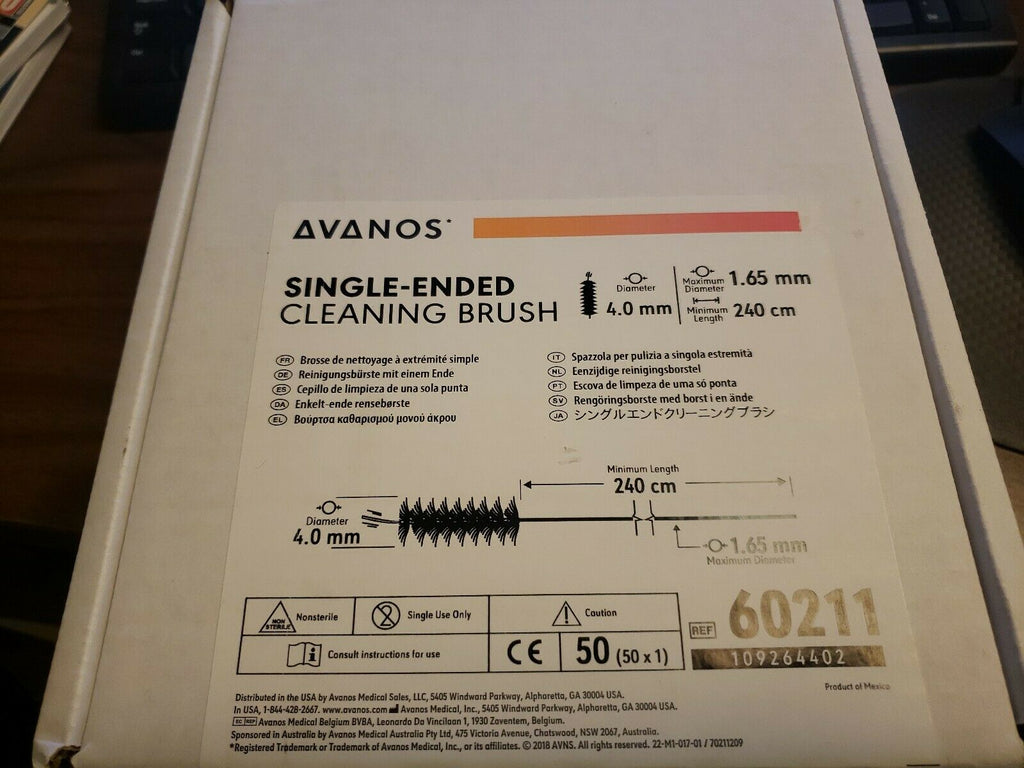 AVANOS*
SINGLE-ENDED
CLEANING BRUSH
Diameter
4.0 mm
Maximum
Diameter 1.65 mm
Minimum
Length 240 cm
FR Brosse de nettoyage à extrémité simple
DE Reinigungsbürste mit einem Ende
ES Cepillo de limpieza de una sola punta
DA Enkelt-ende rensebørste
EL Βούρτσα καθαρισμού μονού άκρου
IT Spazzola per pulizia a singola estremità
NL Eenzijdige reinigingsborstel
PT Escova de limpeza de uma só ponta
SV Rengöringsborste med borst i en ände
JA シングルエンドクリーニングブラシ
Minimum Length
240 cm
Diameter
4.0 mm
1.65 mm
Maximum Diameter
NON STERILE Nonsterile
2 Single Use Only
Caution
Consult instructions for use
CE
50 (50 x 1)
REF 60211
109264402
Product of Mexico
Distributed in the USA by Avanos Medical Sales, LLC, 5405 Windward Parkway, Alpharetta, GA 30004 USA.
In USA, 1-844-428-2667. www.avanos.com Avanos Medical, Inc., 5405 Windward Parkway, Alpharetta, GA 30004 USA.
EC REP Avanos Medical Belgium BVBA, Leonardo Da Vincilaan 1, 1930 Zaventem, Belgium.
Sponsored in Australia by Avanos Medical Australia Pty Ltd, 475 Victoria Avenue, Chatswood, NSW 2067, Australia.
*Registered Trademark or Trademark of Avanos Medical, Inc., or its affiliates. © 2018 AVNS. All rights reserved. 22-M1-017-01 / 70211209